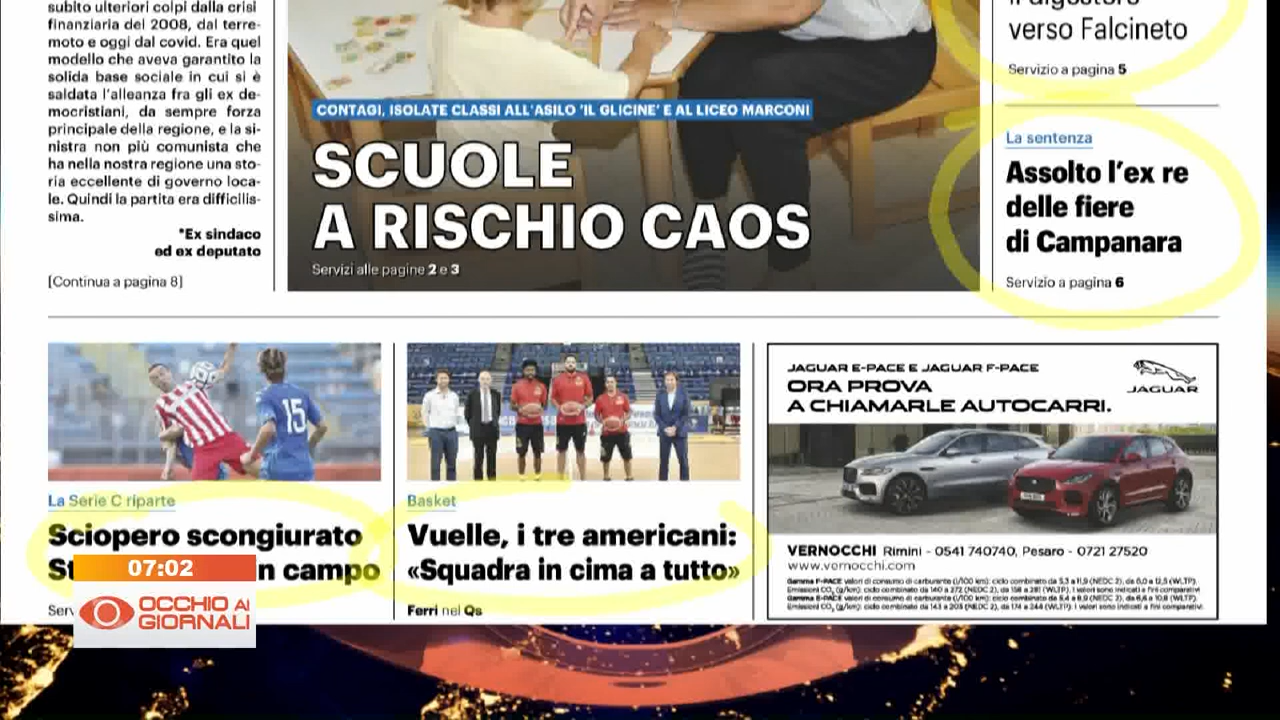 subito ulteriori colpi dalla crisi
finanziaria del 2008, dal terre-
moto e oggi dal covid. Era quel
modello che aveva garantito la
solida base sociale in cui si è
saldata l'alleanza fra gli ex de-
mocristiani, da sempre forza
principale della regione, e la si-
nistra non più comunista che
ha nella nostra regione una sto-
ria eccellente di governo loca-
le. Quindi la partita era difficilis-
sima.
*Ex sindaco
ed ex deputato
[Continua a pagina 8]
CONTAGI, ISOLATE CLASSI ALL'ASILO 'IL GLICINE' E AL LICEO MARCONI
SCUOLE
A RISCHIO CAOS
Servizi alle pagine 2 e 3
verso Falcineto
Servizio a pagina 5
La sentenza
Assolto l'ex re
delle fiere
di Campanara
Servizio a pagina 6
15
La Serie C riparte
Sciopero scongiurato
n campo
Basket
Vuelle, i tre americani:
«Squadra in cima a tutto»
Ferri nel Qs
JAGUAR E-PACE E JAGUAR F-PACE
ORA PROVA
A CHIAMARLE AUTOCARRI.
JAGUAR
VERNOCCHI Rimini - 0541 740740, Pesaro - 0721 27520
www.vernocchi.com
07:02
OCCHIO AI
GIORNALI